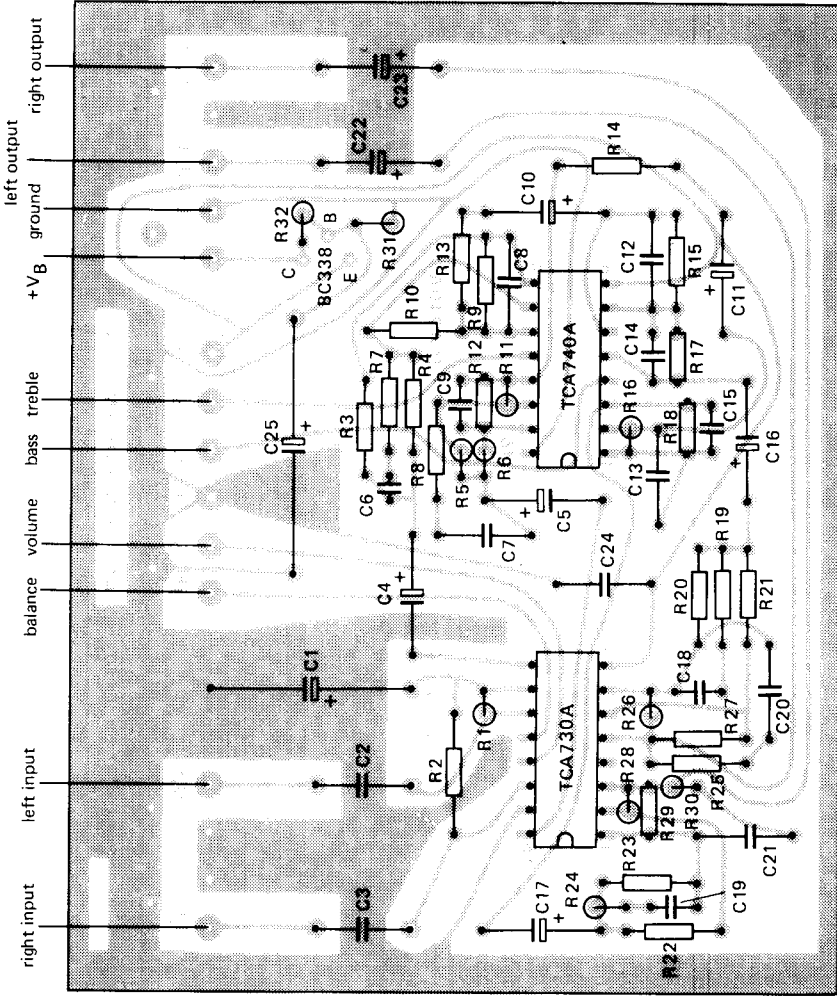 right output
left output
ground
+VB
treble
bass
volume
balance
left input
right input
C23
+
C22
+
R32
B
C
BC338
E
R31
R14
C10
+
R13
R9
C8
R10
C12
R15
C11
+
R7
R4
R12
R11
TCA740A
C14
R17
C25
+
R3
R8
C9
R5
R6
R16
R18
C15
C16
+
C6
C7
C5
+
C13
C4
+
C24
R20
R19
R21
C1
+
R1
R2
TCA730A
R26
C18
R27
C20
C2
R28
R25
R30
R29
C3
C17
+
R24
R23
C21
C19
R22